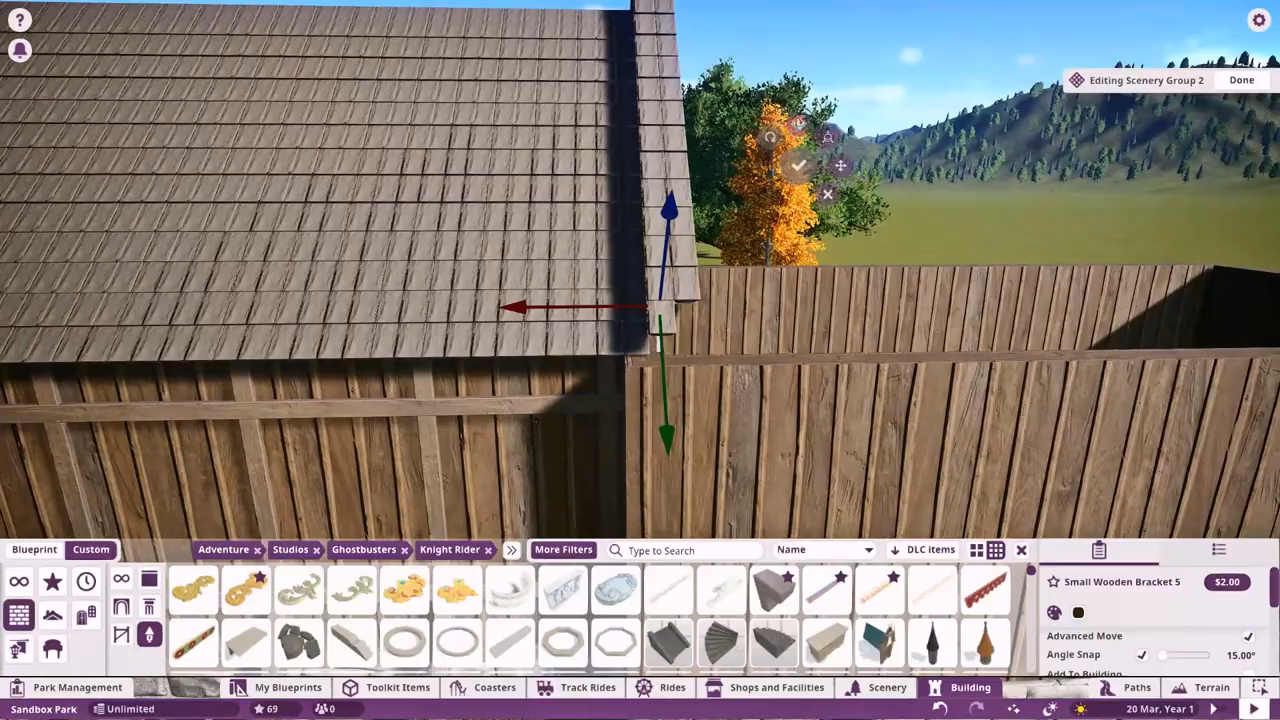 ?
Editing Scenery Group 2 Done
Blueprint Custom Adventure × Studios × Ghostbusters × Knight Rider × More Filters Type to Search Name DLC items
Small Wooden Bracket 5 $2.00
Advanced Move
Angle Snap 15.00°
Add To Building
Park Management My Blueprints Toolkit Items Coasters Track Rides Rides Shops and Facilities Scenery Building Paths Terrain
Sandbox Park Unlimited 69 0 20 Mar, Year 1